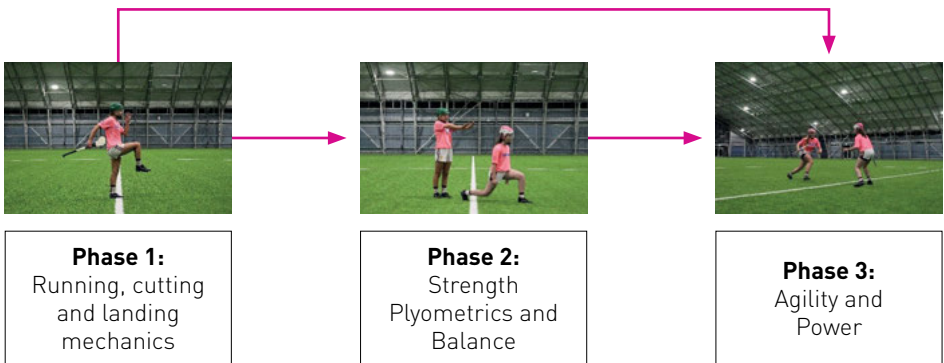 Phase 1:
Running, cutting
and landing
mechanics
Phase 2:
Strength
Plyometrics and
Balance
Phase 3:
Agility and
Power